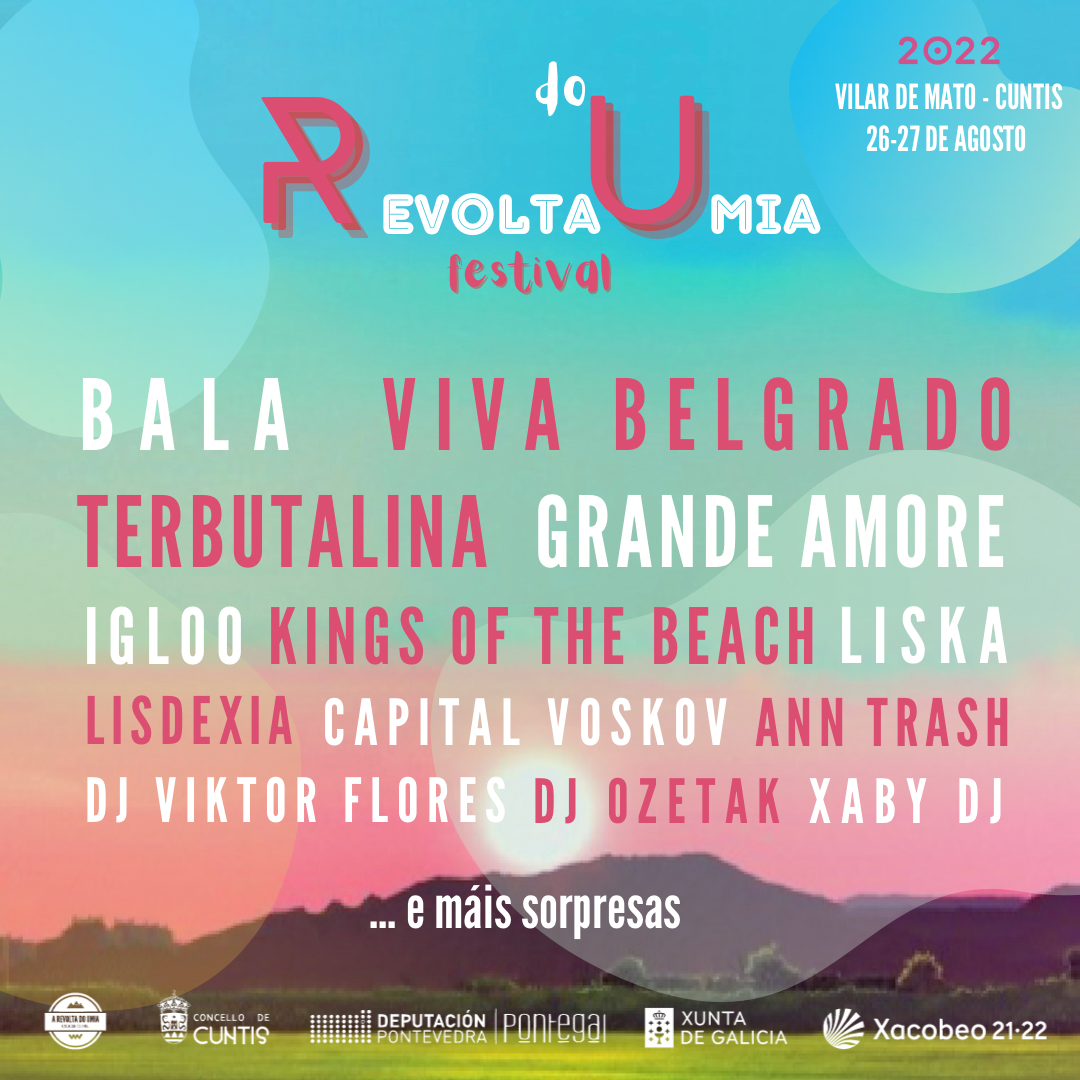 2022
VILAR DE MATO - CUNTIS
26-27 DE AGOSTO
do
REVOLTA UMIA
festival
BALA VIVA BELGRADO
TERBUTALINA GRANDE AMORE
IGLOO KINGS OF THE BEACH LISKA
LISDEXIA CAPITAL VOSKOV ANN TRASH
DJ VIKTOR FLORES DJ OZETAK XABY DJ
... e máis sorpresas
A REVOLTA DO UMIA
CONCELLO DE
CUNTIS
DEPUTACIÓN
PONTEVEDRA
pontegal
XUNTA
DE GALICIA
Xacobeo 21·22